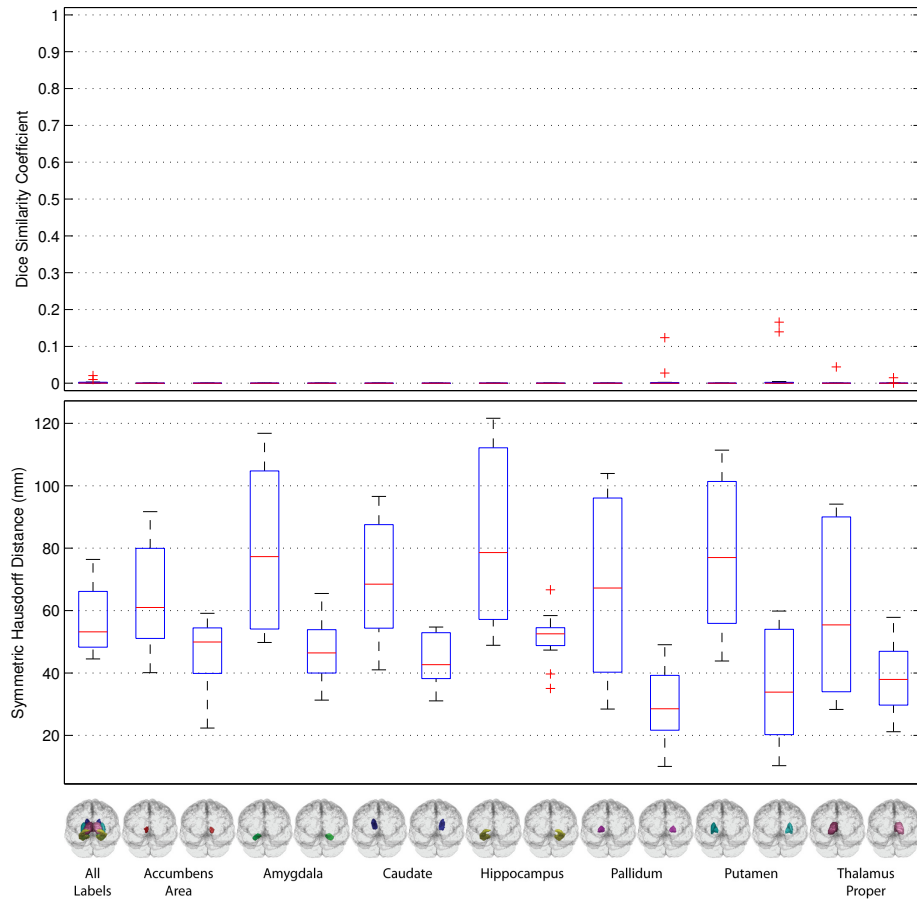 1
0.9
0.8
0.7
0.6
0.5
0.4
0.3
0.2
0.1
0
Dice Similarity Coefficient
120
100
80
60
40
20
Symmetric Hausdorff Distance (mm)
All Labels
Accumbens Area
Amygdala
Caudate
Hippocampus
Pallidum
Putamen
Thalamus Proper